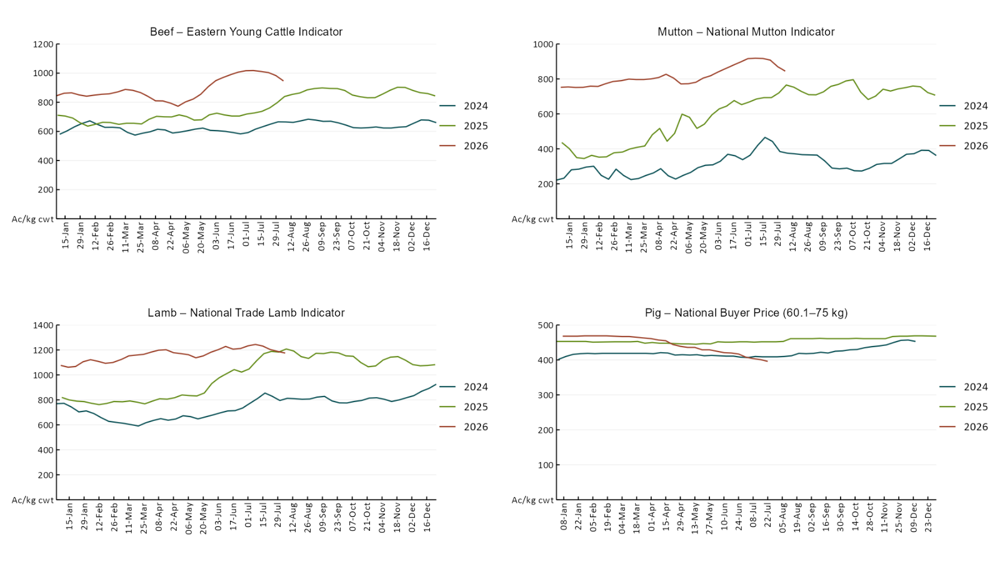 Beef – Eastern Young Cattle Indicator
1200
1000
800
600
400
200
Ac/kg cwt
15-Jan
29-Jan
12-Feb
26-Feb
11-Mar
25-Mar
08-Apr
22-Apr
06-May
20-May
03-Jun
17-Jun
01-Jul
15-Jul
29-Jul
12-Aug
26-Aug
09-Sep
23-Sep
07-Oct
21-Oct
04-Nov
18-Nov
02-Dec
16-Dec
2024
2025
2026
Mutton – National Mutton Indicator
1000
800
600
400
200
Ac/kg cwt
15-Jan
29-Jan
12-Feb
26-Feb
11-Mar
25-Mar
08-Apr
22-Apr
06-May
20-May
03-Jun
17-Jun
01-Jul
15-Jul
29-Jul
12-Aug
26-Aug
09-Sep
23-Sep
07-Oct
21-Oct
04-Nov
18-Nov
02-Dec
16-Dec
2024
2025
2026
Lamb – National Trade Lamb Indicator
1400
1200
1000
800
600
400
200
Ac/kg cwt
15-Jan
29-Jan
12-Feb
26-Feb
11-Mar
25-Mar
08-Apr
22-Apr
06-May
20-May
03-Jun
17-Jun
01-Jul
15-Jul
29-Jul
12-Aug
26-Aug
09-Sep
23-Sep
07-Oct
21-Oct
04-Nov
18-Nov
02-Dec
16-Dec
2024
2025
2026
Pig – National Buyer Price (60.1–75 kg)
500
400
300
200
100
Ac/kg cwt
08-Jan
22-Jan
05-Feb
19-Feb
04-Mar
18-Mar
01-Apr
15-Apr
29-Apr
13-May
27-May
10-Jun
24-Jun
08-Jul
22-Jul
05-Aug
19-Aug
02-Sep
16-Sep
30-Sep
14-Oct
28-Oct
11-Nov
25-Nov
09-Dec
23-Dec
2024
2025
2026